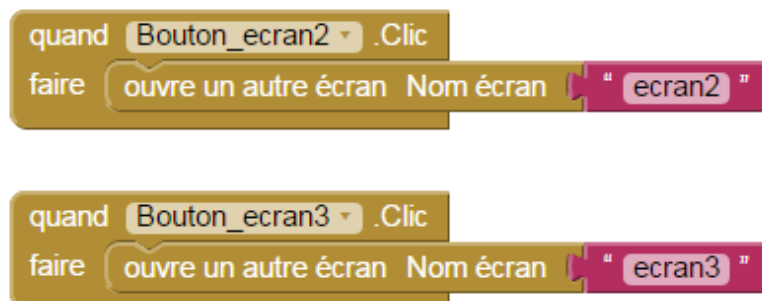 quand Bouton_ecran2 .Clic
faire ouvre un autre écran Nom écran " ecran2 "
quand Bouton_ecran3 .Clic
faire ouvre un autre écran Nom écran " ecran3 "